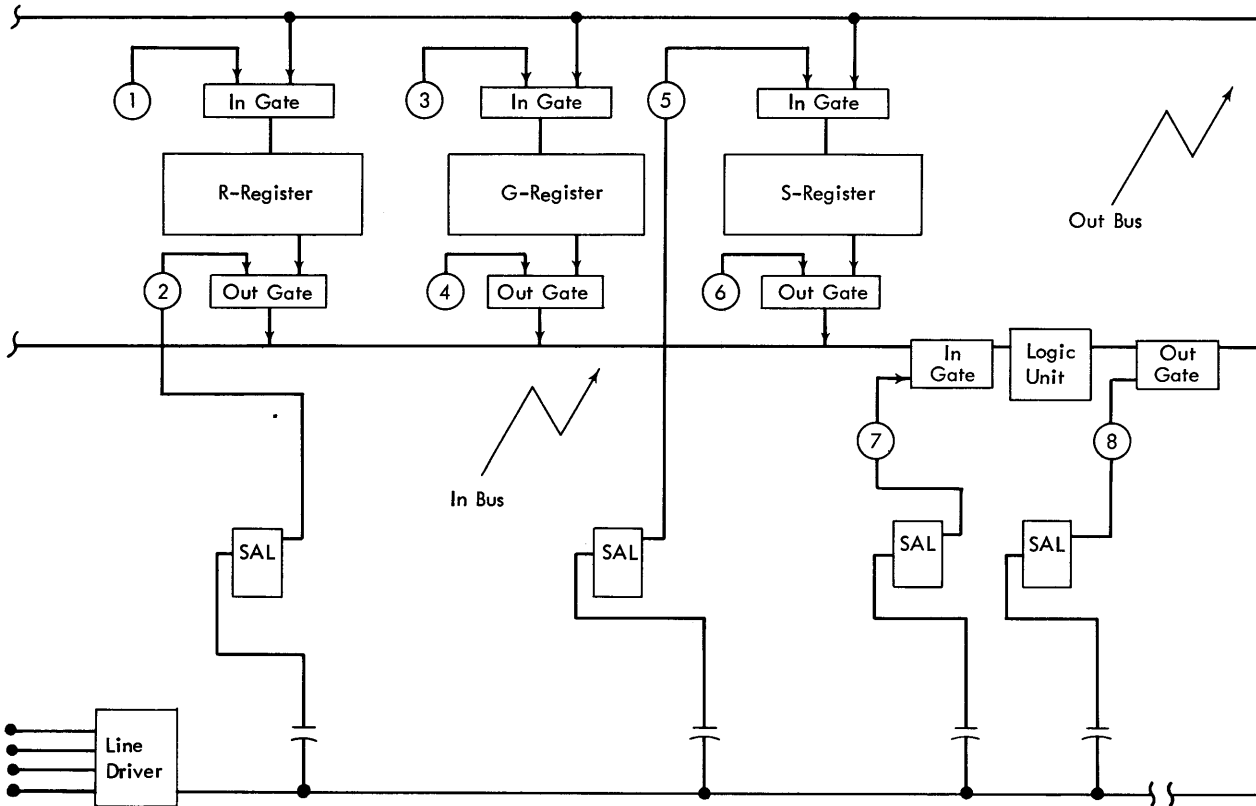 1
In Gate
3
In Gate
5
In Gate
R-Register
G-Register
S-Register
Out Bus
2
Out Gate
4
Out Gate
6
Out Gate
In
Gate
Logic
Unit
Out
Gate
7
8
In Bus
SAL
SAL
SAL
SAL
Line
Driver